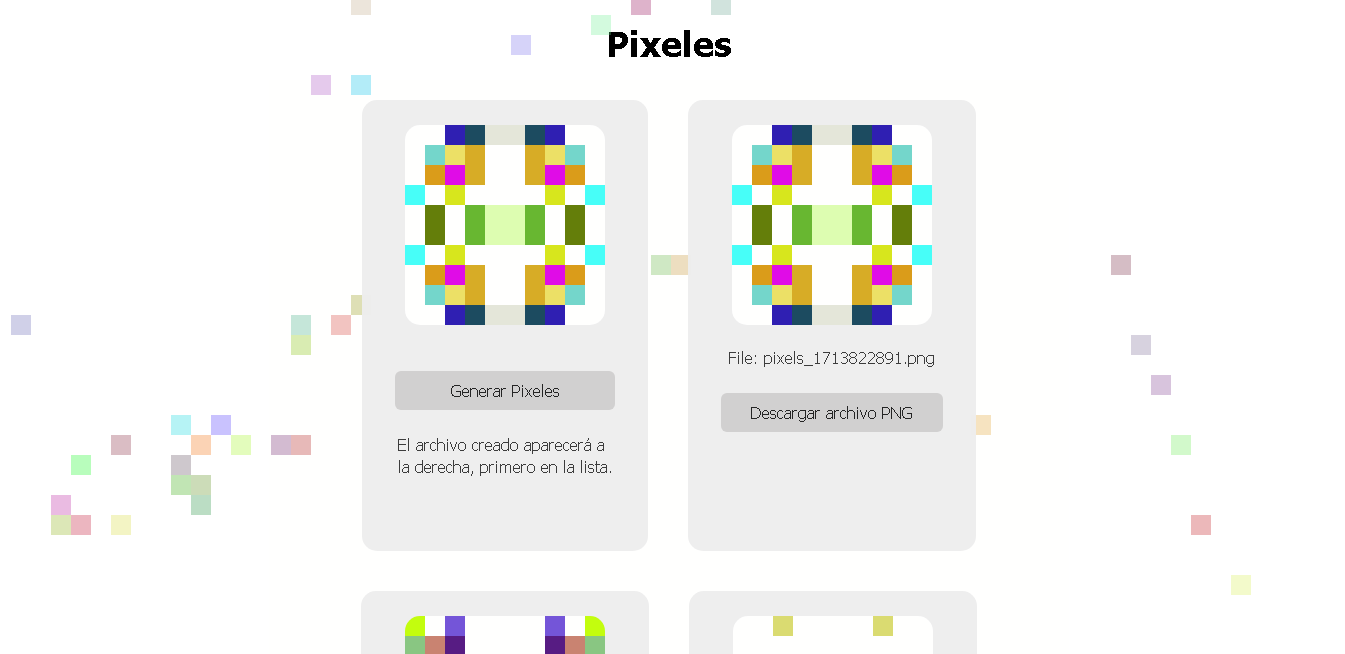 Pixeles
Generar Pixeles
El archivo creado aparecerá a
la derecha, primero en la lista.
File: pixels_1713822891.png
Descargar archivo PNG